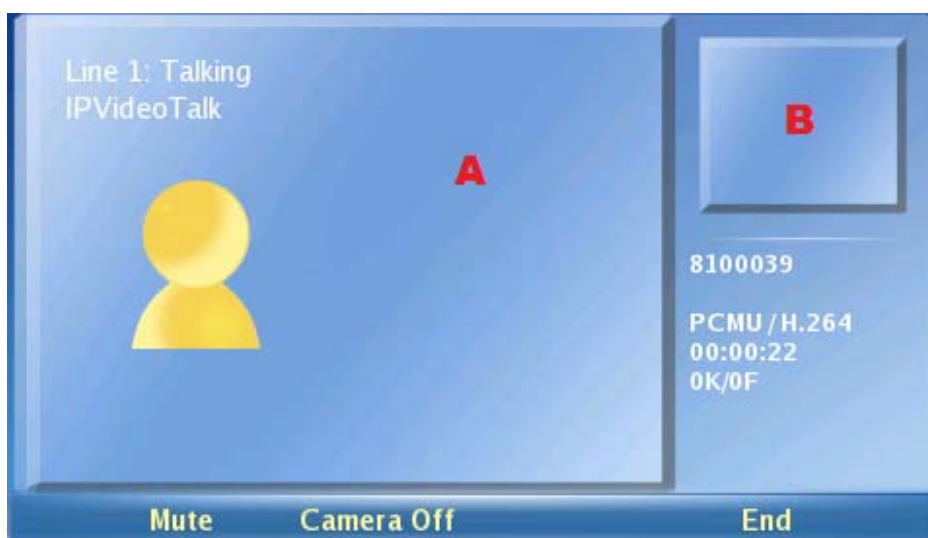 Line 1: Talking
IPVideoTalk
A
B
8100039
PCMU/H.264
00:00:22
0K/0F
Mute Camera Off End